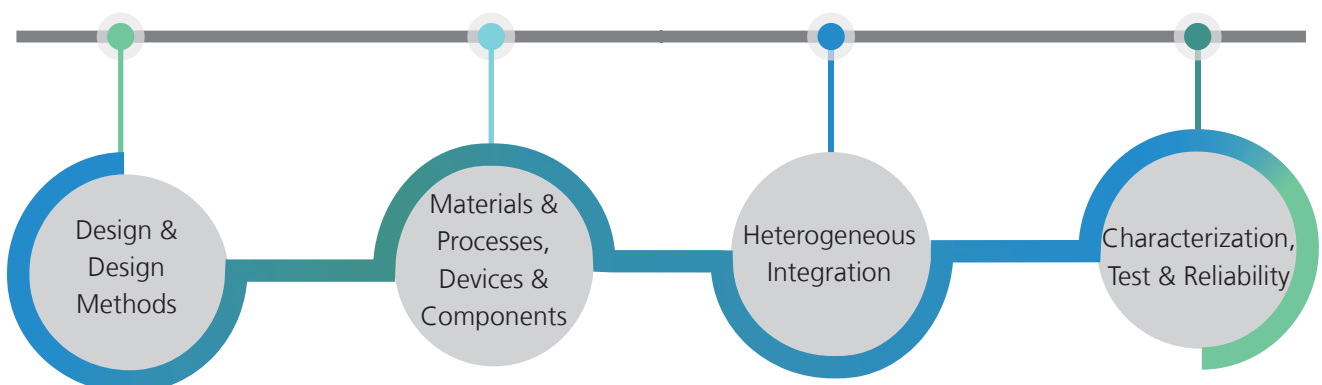 Design &
Design
Methods
Materials &
Processes,
Devices &
Components
Heterogeneous
Integration
Characterization,
Test & Reliability